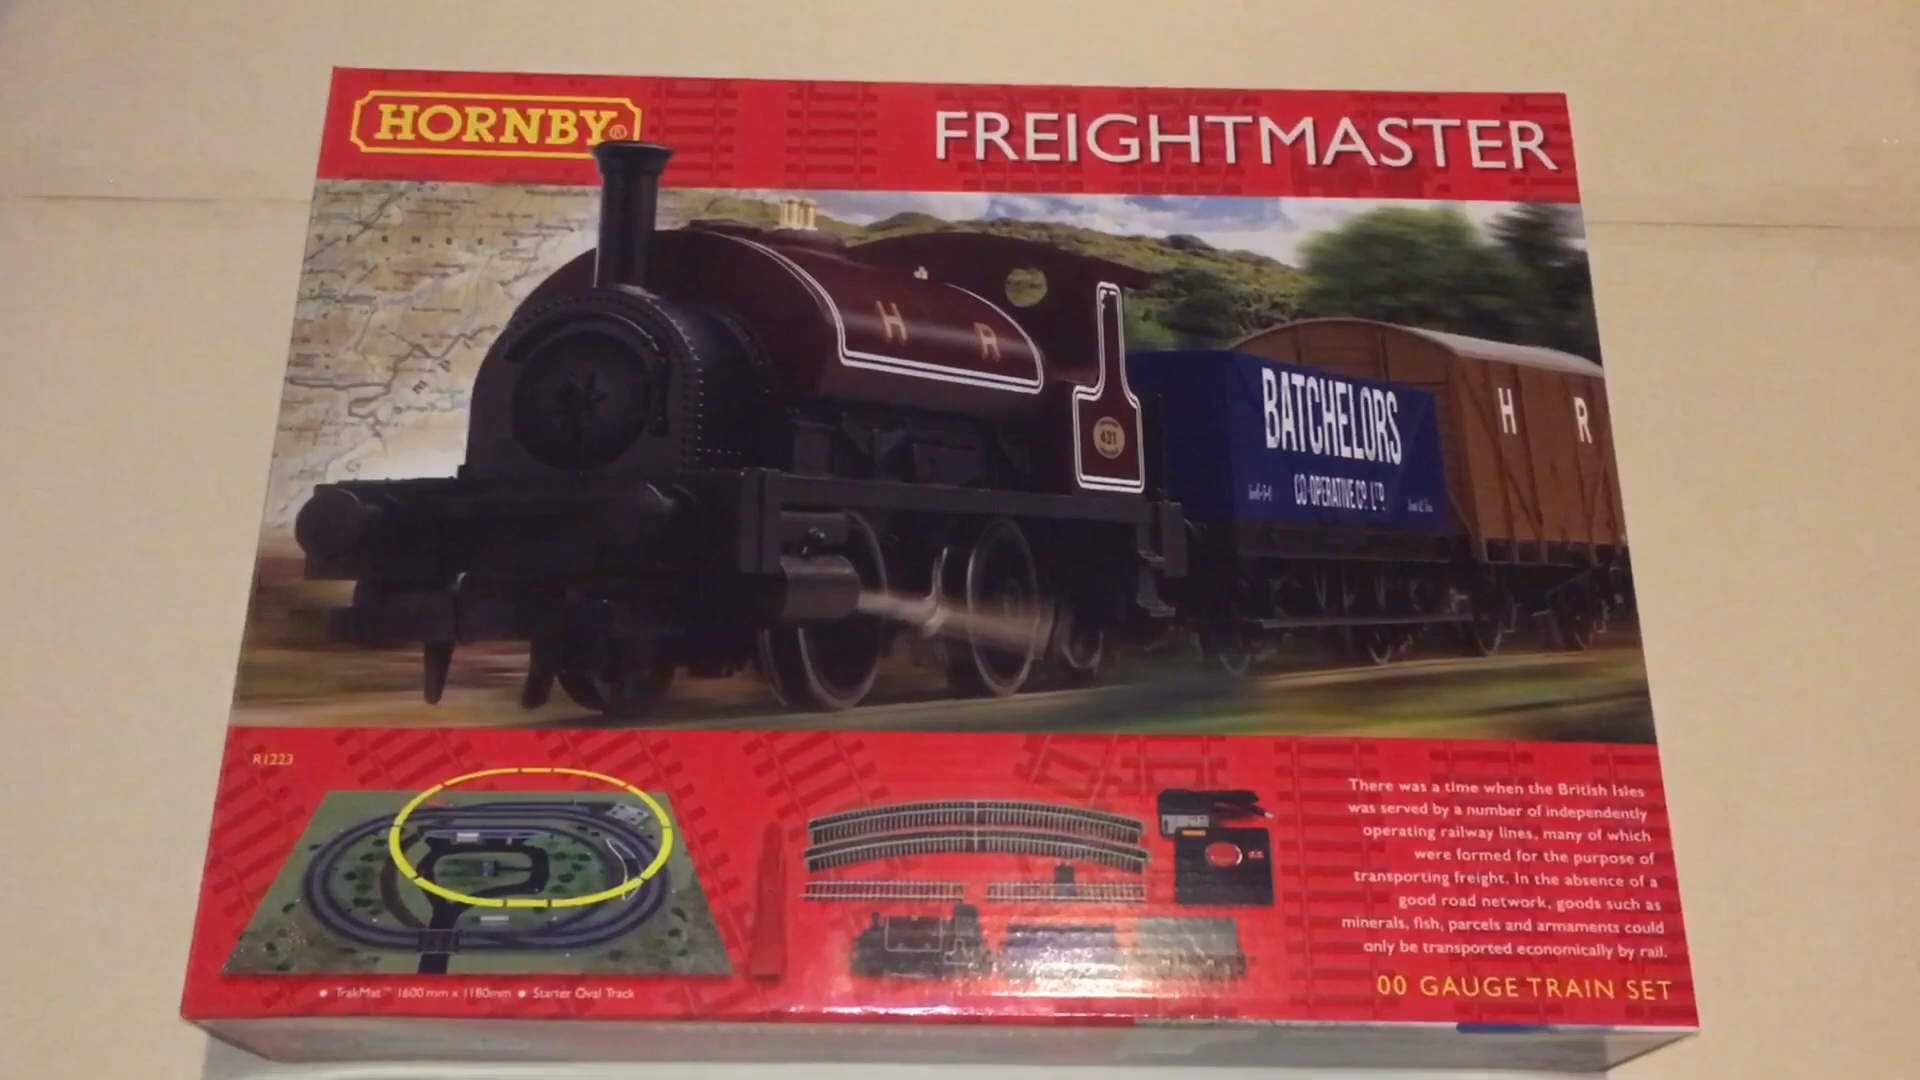 HORNBY®
FREIGHTMASTER
H R
421
BATCHELORS
CO-OPERATIVE CO. LTD.
H R
R1223
There was a time when the British Isles
was served by a number of independently
operating railway lines, many of which
were formed for the purpose of
transporting freight. In the absence of a
good road network, goods such as
minerals, fish, parcels and armaments could
only be transported economically by rail.
• TrakMat™ 1600mm x 1180mm • Starter Oval Track
00 GAUGE TRAIN SET